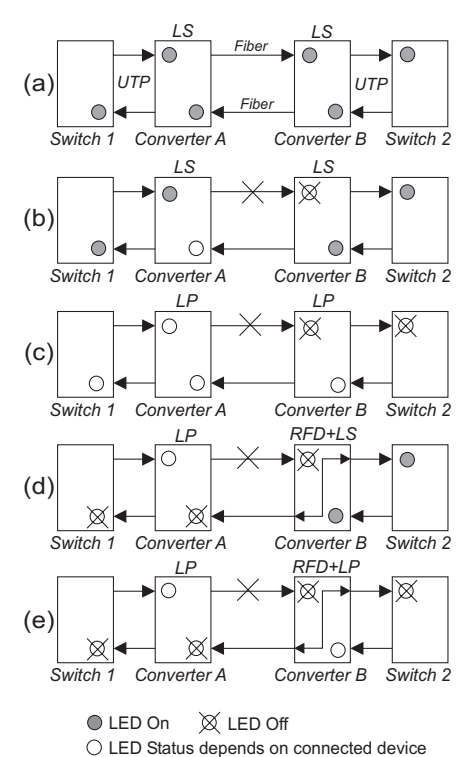 LS LS
(a) UTP Fiber Fiber UTP
Switch 1 Converter A Converter B Switch 2
LS LS
(b)
Switch 1 Converter A Converter B Switch 2
LP LP
(c)
Switch 1 Converter A Converter B Switch 2
LP RFD+LS
(d)
Switch 1 Converter A Converter B Switch 2
LP RFD+LP
(e)
Switch 1 Converter A Converter B Switch 2
LED On LED Off
LED Status depends on connected device